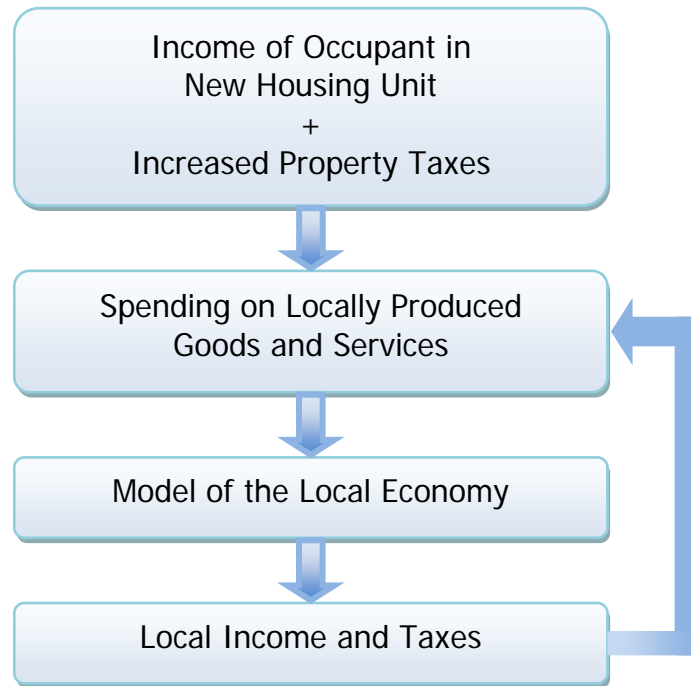 Income of Occupant in
New Housing Unit
+
Increased Property Taxes
Spending on Locally Produced
Goods and Services
Model of the Local Economy
Local Income and Taxes